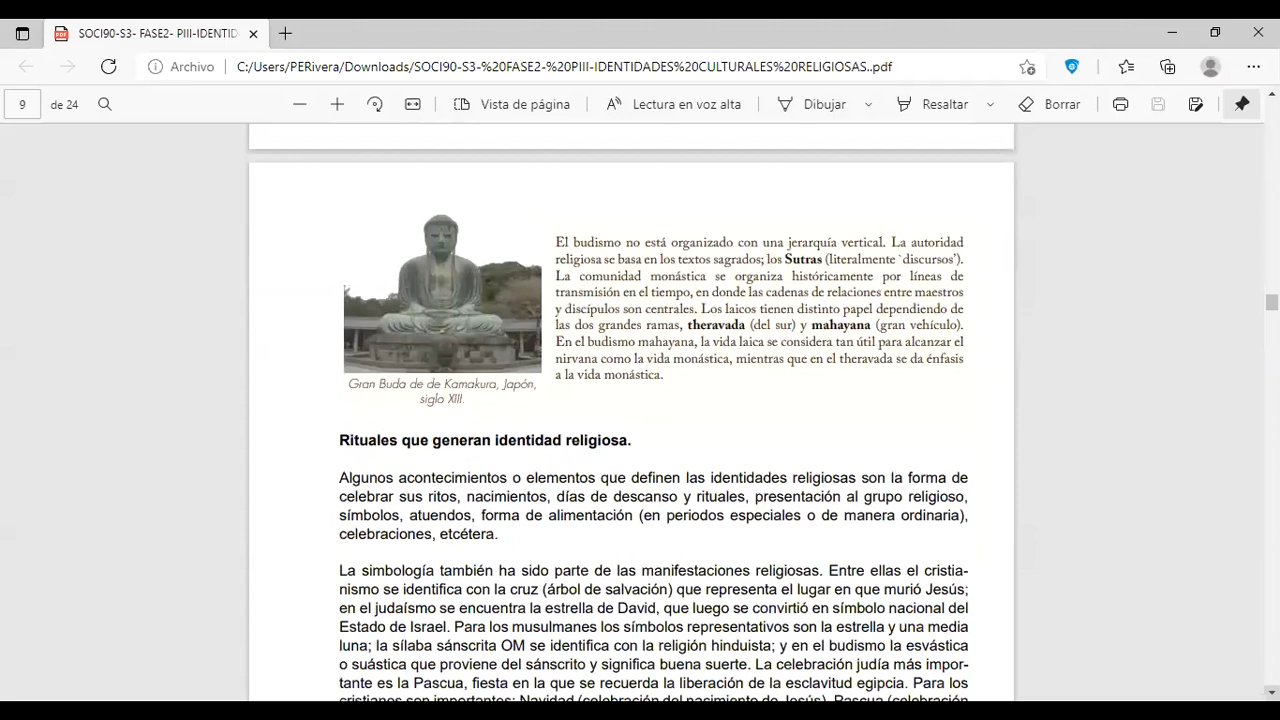 SOCI90-S3- FASE2- PIII-IDENTID
Archivo
C:/Users/PERivera/Downloads/SOCI90-S3-%20FASE2-%20PIII-IDENTIDADES%20CULTURALES%20RELIGIOSAS..pdf
9 de 24
Vista de página
Lectura en voz alta
Dibujar
Resaltar
Borrar
El budismo no está organizado con una jerarquía vertical. La autoridad
religiosa se basa en los textos sagrados; los Sutras (literalmente `discursos').
La comunidad monástica se organiza históricamente por líneas de
transmisión en el tiempo, en donde las cadenas de relaciones entre maestros
y discípulos son centrales. Los laicos tienen distinto papel dependiendo de
las dos grandes ramas, theravada (del sur) y mahayana (gran vehículo).
En el budismo mahayana, la vida laica se considera tan útil para alcanzar el
nirvana como la vida monástica, mientras que en el theravada se da énfasis
a la vida monástica.
Gran Buda de de Kamakura, Japón,
siglo XIII.
Rituales que generan identidad religiosa.
Algunos acontecimientos o elementos que definen las identidades religiosas son la forma de
celebrar sus ritos, nacimientos, días de descanso y rituales, presentación al grupo religioso,
símbolos, atuendos, forma de alimentación (en periodos especiales o de manera ordinaria),
celebraciones, etcétera.
La simbología también ha sido parte de las manifestaciones religiosas. Entre ellas el cristia-
nismo se identifica con la cruz (árbol de salvación) que representa el lugar en que murió Jesús;
en el judaísmo se encuentra la estrella de David, que luego se convirtió en símbolo nacional del
Estado de Israel. Para los musulmanes los símbolos representativos son la estrella y una media
luna; la sílaba sánscrita OM se identifica con la religión hinduista; y en el budismo la esvástica
o suástica que proviene del sánscrito y significa buena suerte. La celebración judía más impor-
tante es la Pascua, fiesta en la que se recuerda la liberación de la esclavitud egipcia. Para los
cristianos son importantes: Navidad (celebración del nacimiento de Jesús), Pascua (celebración